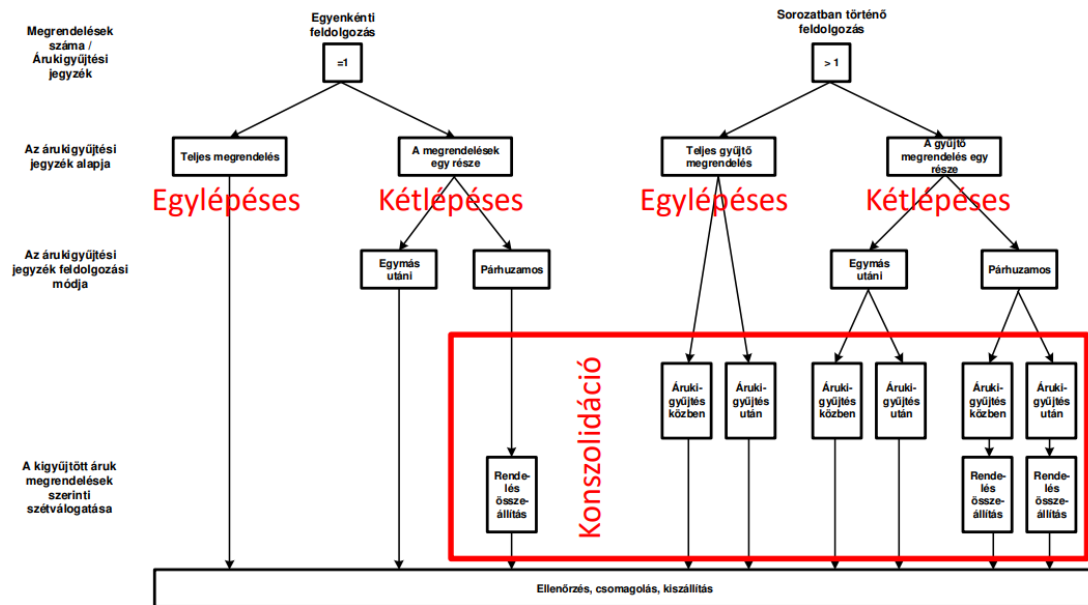 Egyenkénti
feldolgozás
Sorozatban történő
feldolgozás
Megrendelések
száma /
Árukigyűjtési
jegyzék
=1
> 1
Az árukigyűjtési
jegyzék alapja
Teljes megrendelés
A megrendelések
egy része
Teljes gyűjtő
megrendelés
A gyűjtő
megrendelés egy
része
Egylépéses
Kétlépéses
Egylépéses
Kétlépéses
Az árukigyűjtési
jegyzék feldolgozási
módja
Egymás
utáni
Párhuzamos
Egymás
utáni
Párhuzamos
Konszolidáció
Áruki-
gyűjtés
közben
Áruki-
gyűjtés
után
Áruki-
gyűjtés
közben
Áruki-
gyűjtés
után
Áruki-
gyűjtés
közben
Áruki-
gyűjtés
után
A kigyűjtött áruk
megrendelések
szerinti
szétválogatása
Rende-
lés
össze-
állítás
Rende-
lés
össze-
állítás
Rende-
lés
össze-
állítás
Ellenőrzés, csomagolás, kiszállítás